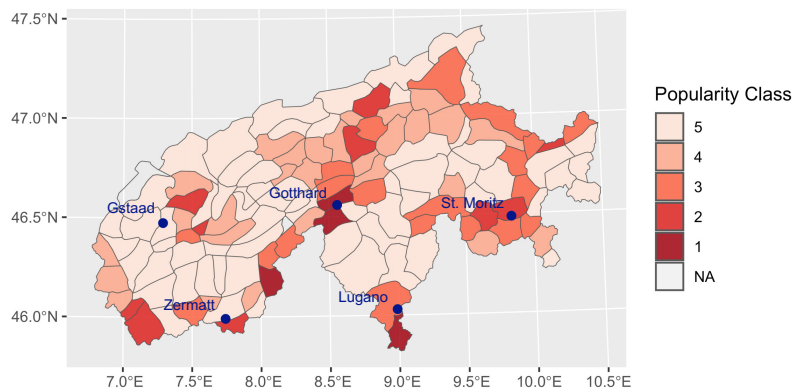 47.5°N
47.0°N
46.5°N
46.0°N
Gotthard
Gstaad
St. Moritz
Lugano
Zermatt
7.0°E 7.5°E 8.0°E 8.5°E 9.0°E 9.5°E 10.0°E 10.5°E
Popularity Class
5
4
3
2
1
NA